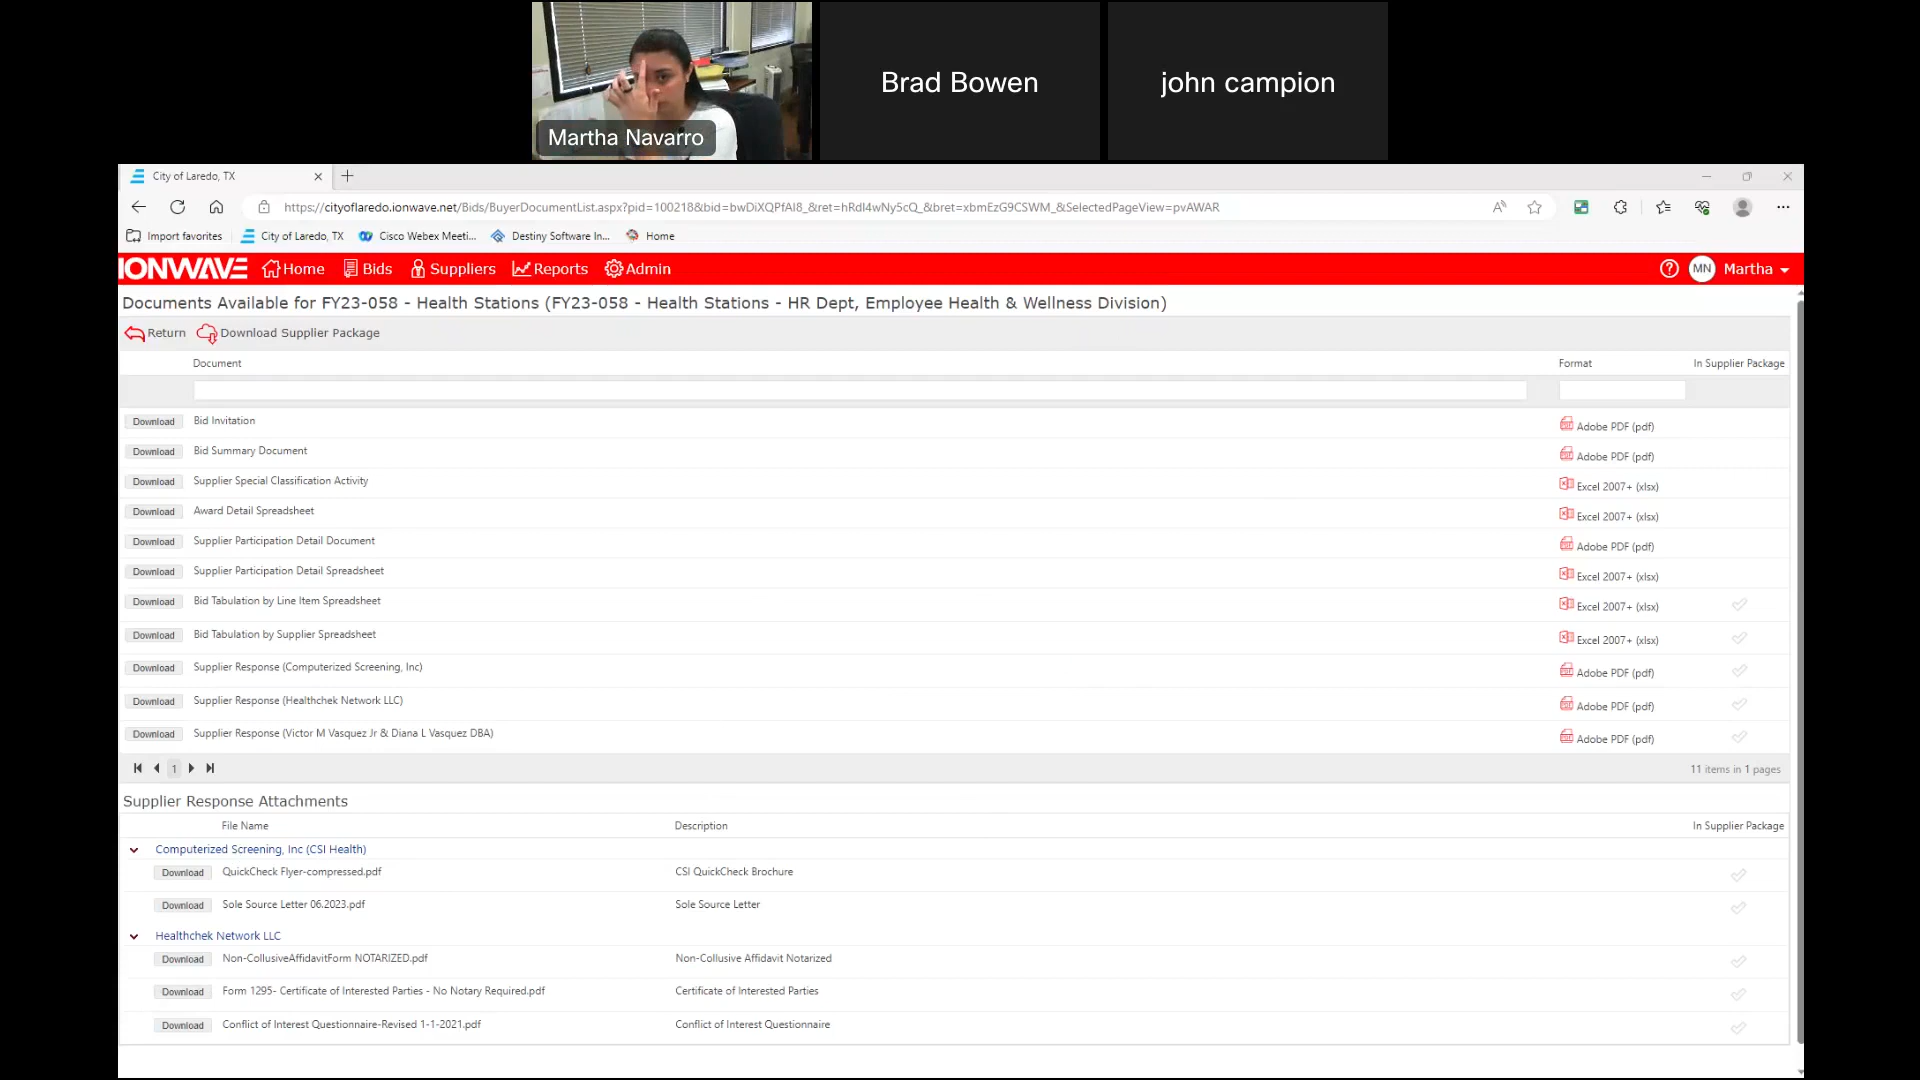 Martha Navarro
Brad Bowen
john campion
City of Laredo, TX
https://cityoflaredo.ionwave.net/Bids/BuyerDocumentList.aspx?pid=100218&bid=bwDiXQPfAI8_&ret=hRdI4wNy5cQ_&bret=xbmEzG9CSWM_&SelectedPageView=pvAWAR
Import favorites City of Laredo, TX Cisco Webex Meeti... Destiny Software In... Home
IONWAVE Home Bids Suppliers Reports Admin ? MN Martha
Documents Available for FY23-058 - Health Stations (FY23-058 - Health Stations - HR Dept, Employee Health & Wellness Division)
Return Download Supplier Package
Document Format In Supplier Package
Download Bid Invitation Adobe PDF (pdf)
Download Bid Summary Document Adobe PDF (pdf)
Download Supplier Special Classification Activity Excel 2007+ (xlsx)
Download Award Detail Spreadsheet Excel 2007+ (xlsx)
Download Supplier Participation Detail Document Adobe PDF (pdf)
Download Supplier Participation Detail Spreadsheet Excel 2007+ (xlsx)
Download Bid Tabulation by Line Item Spreadsheet Excel 2007+ (xlsx)
Download Bid Tabulation by Supplier Spreadsheet Excel 2007+ (xlsx)
Download Supplier Response (Computerized Screening, Inc) Adobe PDF (pdf)
Download Supplier Response (Healthchek Network LLC) Adobe PDF (pdf)
Download Supplier Response (Victor M Vasquez Jr & Diana L Vasquez DBA) Adobe PDF (pdf)
1 11 items in 1 pages
Supplier Response Attachments
File Name Description In Supplier Package
Computerized Screening, Inc (CSI Health)
Download QuickCheck Flyer-compressed.pdf CSI QuickCheck Brochure
Download Sole Source Letter 06.2023.pdf Sole Source Letter
Healthchek Network LLC
Download Non-CollusiveAffidavitForm NOTARIZED.pdf Non-Collusive Affidavit Notarized
Download Form 1295- Certificate of Interested Parties - No Notary Required.pdf Certificate of Interested Parties
Download Conflict of Interest Questionnaire-Revised 1-1-2021.pdf Conflict of Interest Questionnaire